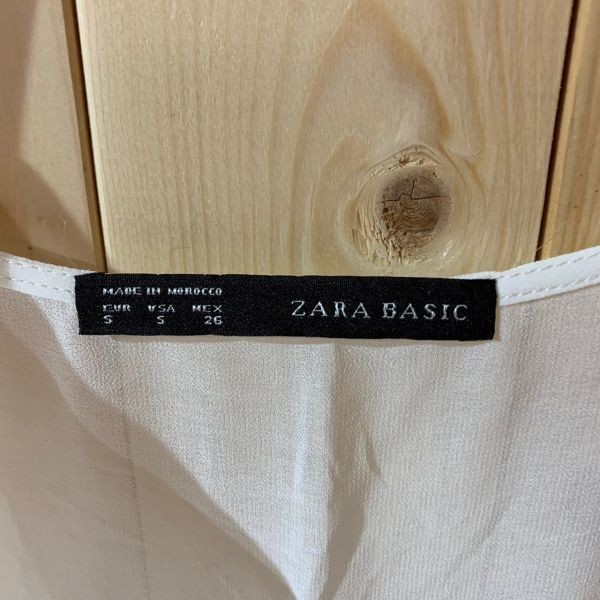 MADE IN MOROCCO
EUR USA MEX
S S 26
ZARA BASIC